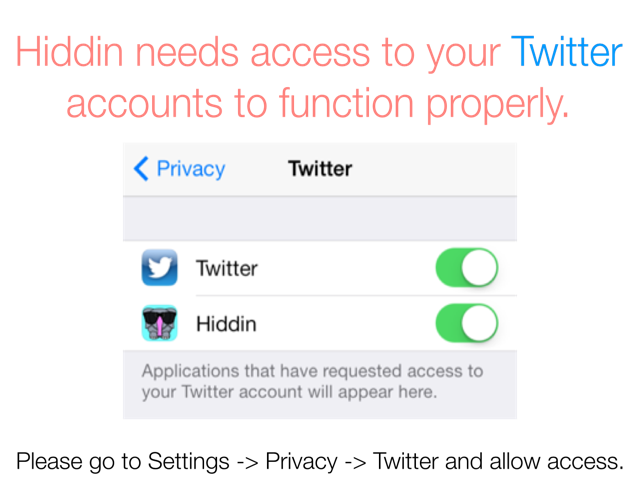 Hiddin needs access to your Twitter
accounts to function properly.
Privacy Twitter
Twitter
Hiddin
Applications that have requested access to
your Twitter account will appear here.
Please go to Settings -> Privacy -> Twitter and allow access.